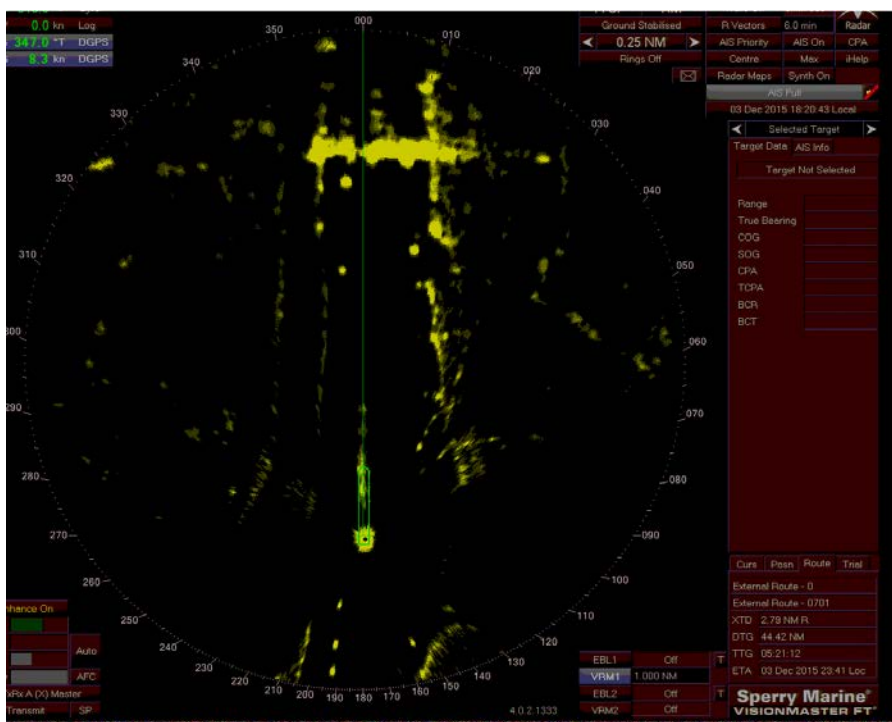 0.0 kn Log
347.0 °T DGPS
8.3 kn DGPS
Ground Stabilised
0.25 NM
Rings Off
R Vectors 6.0 min Radar
AIS Priority AIS On CPA
Centre Max iHelp
Radar Maps Synth On
AIS Full
03 Dec 2015 18:20:43 Local
Selected Target
Target Data AIS Info
Target Not Selected
Range
True Bearing
COG
SOG
CPA
TCPA
BCR
BCT
350 000 010
340 020
330 030
320 040
310 050
300 060
290 070
280 080
270 090
260 100
250 110
240 120
230 130
220 140
210 200 190 180 170 160 150
nhance On
Auto
AFC
xRx A (X) Master
Transmit SP
4.0.2.1333
EBL1 Off T
VRM1 1.000 NM
EBL2 Off T
VRM2 Off
Curs Posn Route Trial
External Route - 0
External Route - 0701
XTD 2.78 NM R
DTG 44.42 NM
TTG 05:21:12
ETA 03 Dec 2015 23:41 Loc
Sperry Marine
VISIONMASTER FT